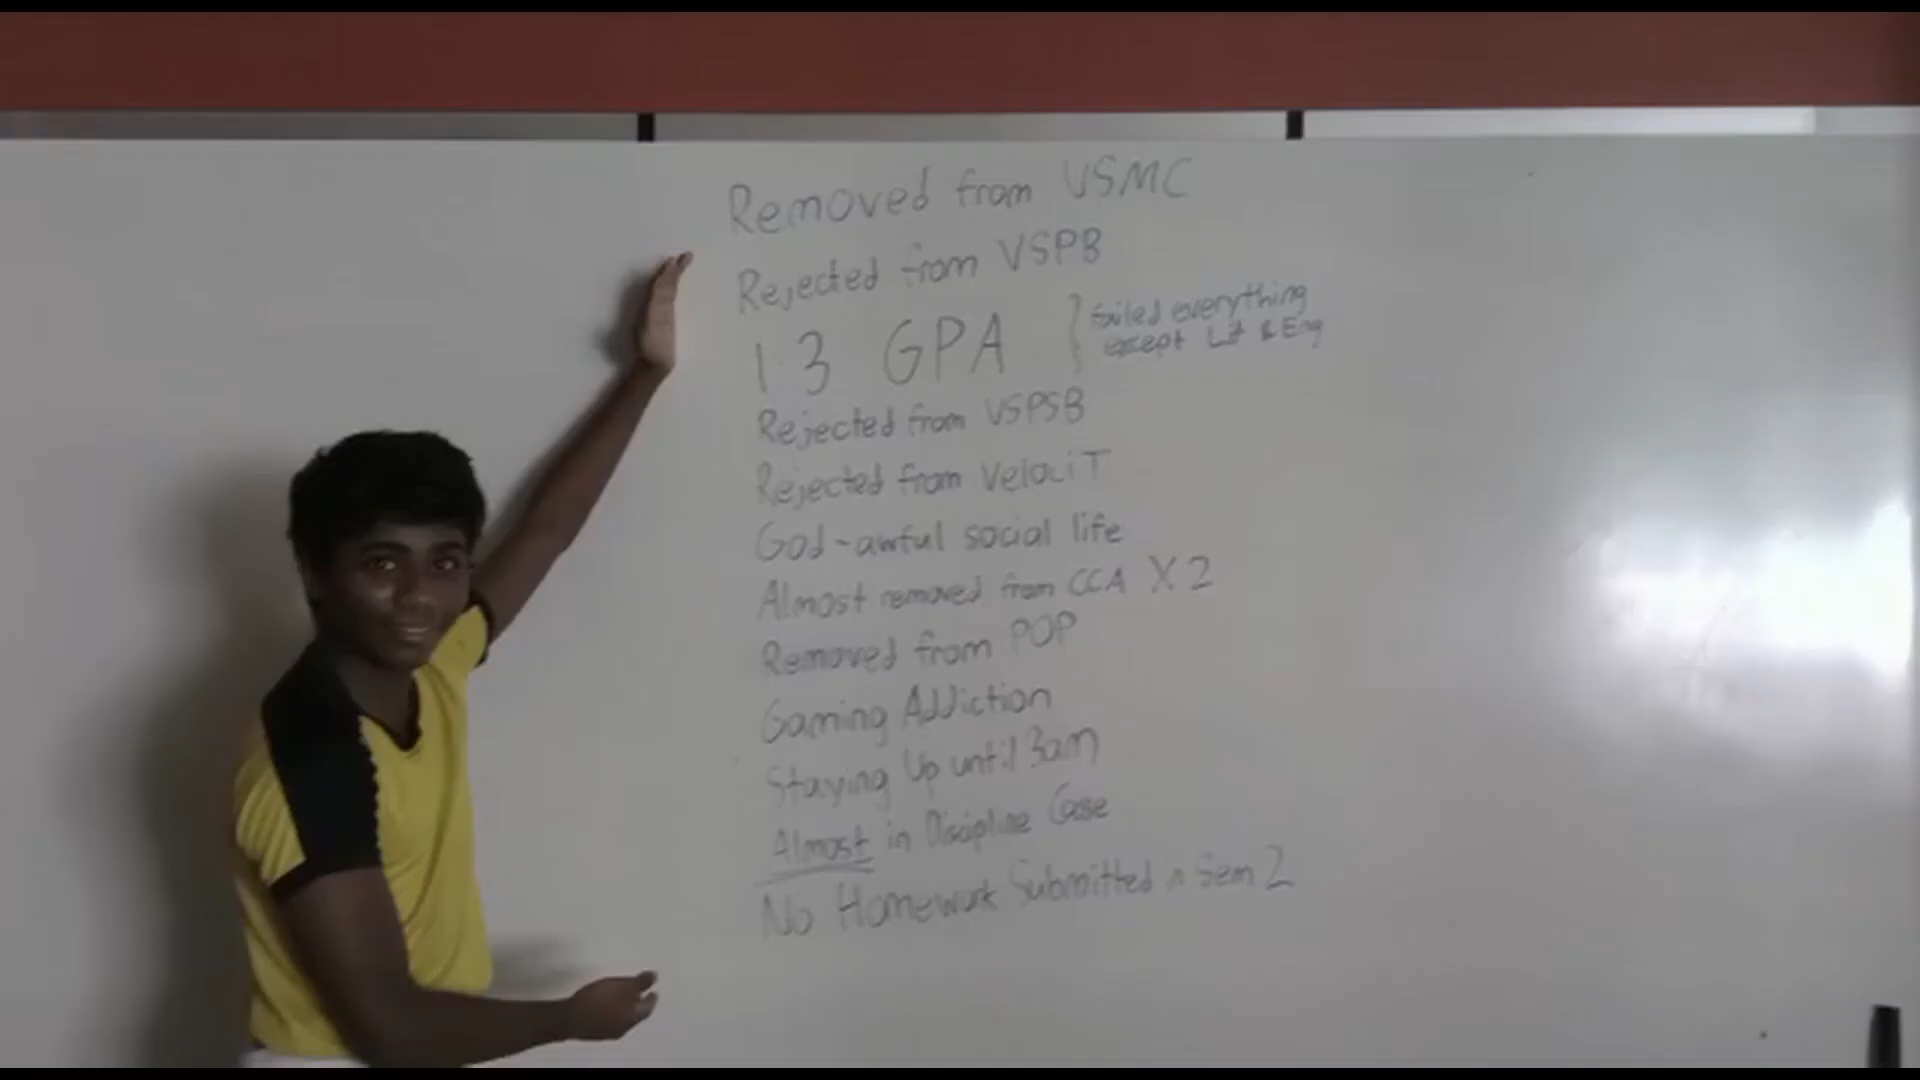 Removed from VSMC
Rejected from VSPB
1.3 GPA } failed everything
except Lit & Eng
Rejected from VSPSB
Rejected from VelociT
God-awful social life
Almost removed from CCA X 2
Removed from POP
Gaming Addiction
Staying Up until 3am
Almost in Discipline Case
No Homework Submitted in Sem 2